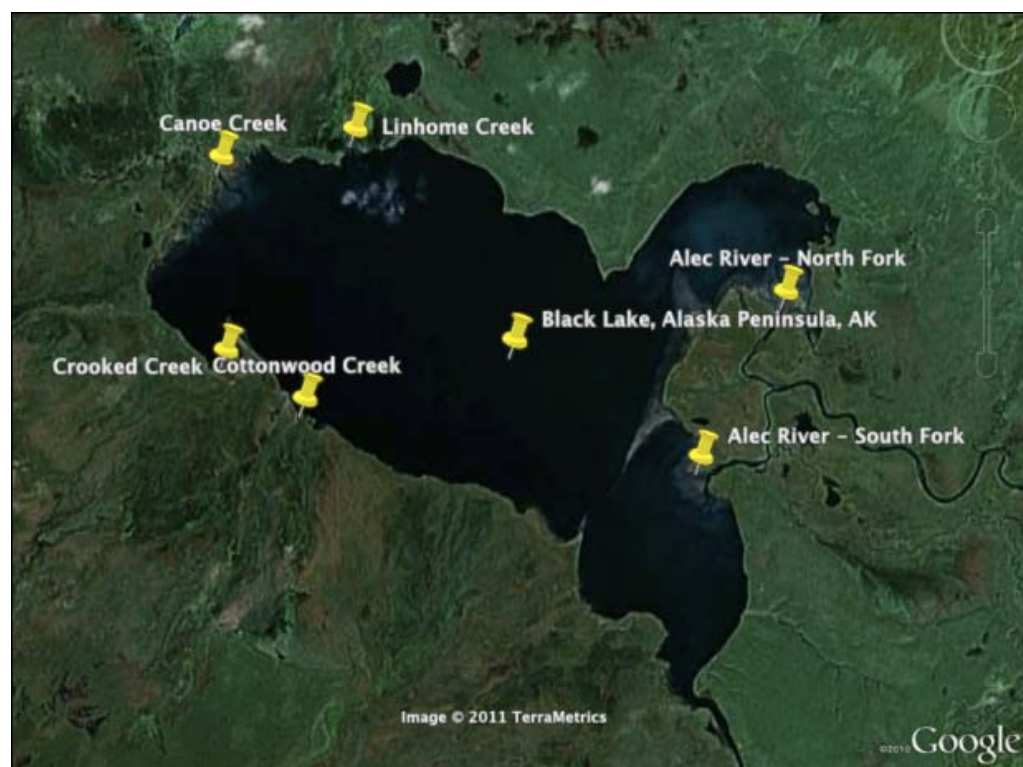 Canoe Creek
Linhome Creek
Alec River – North Fork
Black Lake, Alaska Peninsula, AK
Crooked Creek
Cottonwood Creek
Alec River – South Fork
Image © 2011 TerraMetrics
©2010 Google